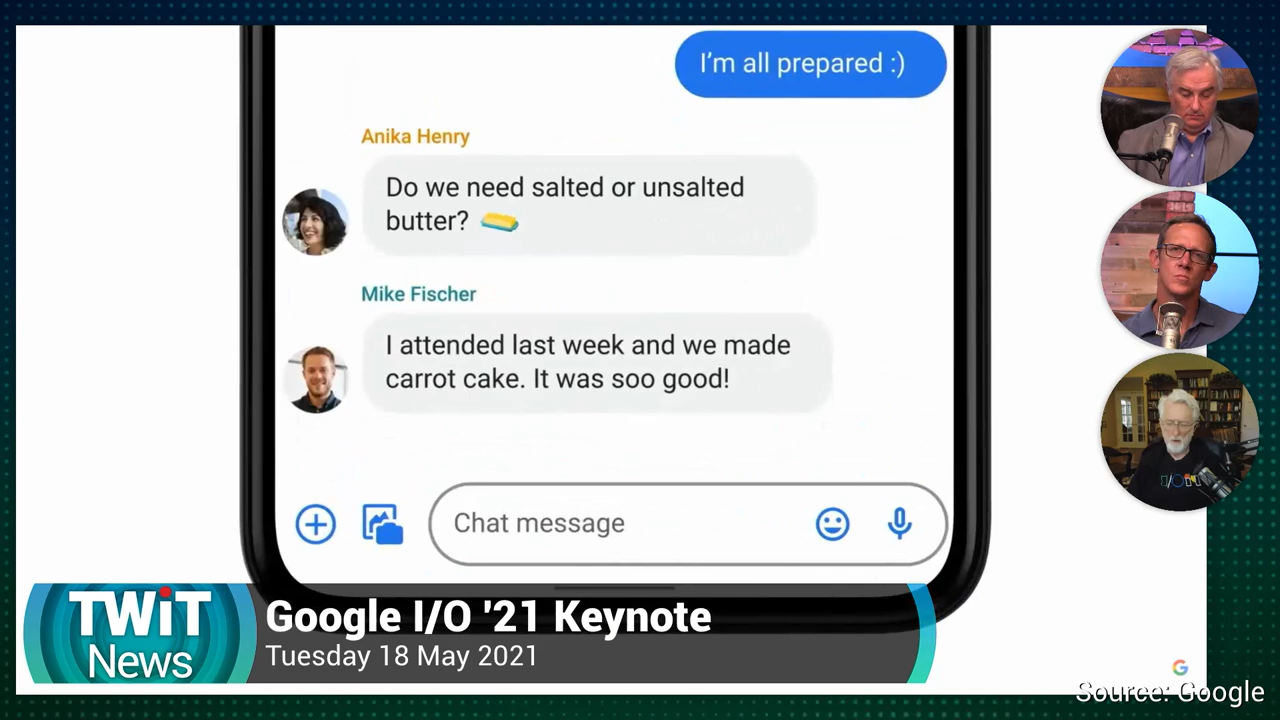 I'm all prepared :)
Anika Henry
Do we need salted or unsalted
butter?
Mike Fischer
I attended last week and we made
carrot cake. It was soo good!
Chat message
TWiT
News
Google I/O '21 Keynote
Tuesday 18 May 2021
G
Source: Google
I/O